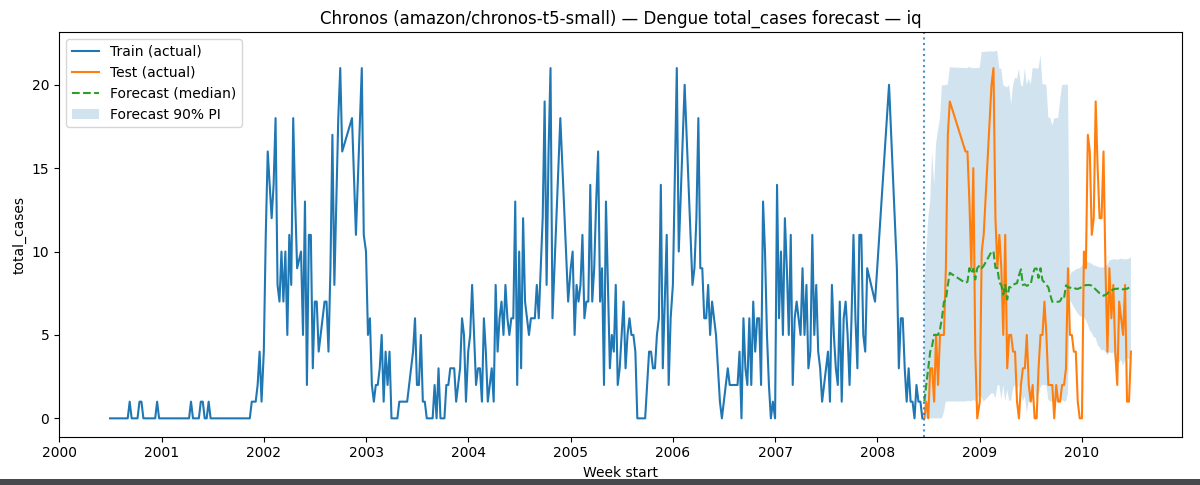 Chronos (amazon/chronos-t5-small) — Dengue total_cases forecast — iq
Train (actual)
Test (actual)
Forecast (median)
Forecast 90% PI
total_cases
20
15
10
5
0
2000 2001 2002 2003 2004 2005 2006 2007 2008 2009 2010
Week start